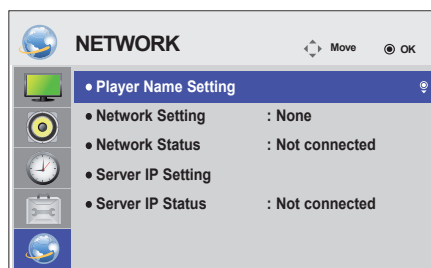 NETWORK Move OK
● Player Name Setting
● Network Setting : None
● Network Status : Not connected
● Server IP Setting
● Server IP Status : Not connected